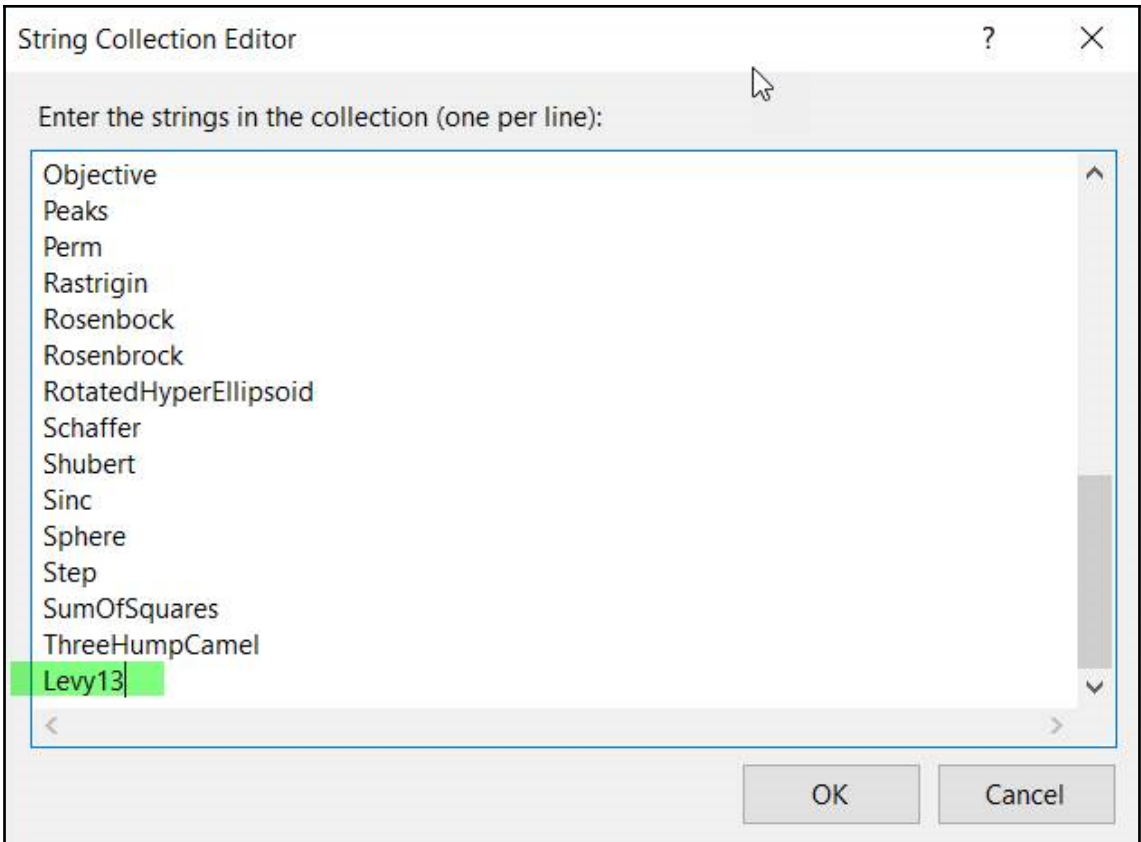 String Collection Editor ?
Enter the strings in the collection (one per line):
Objective
Peaks
Perm
Rastrigin
Rosenbock
Rosenbrock
RotatedHyperEllipsoid
Schaffer
Shubert
Sinc
Sphere
Step
SumOfSquares
ThreeHumpCamel
Levy13
OK Cancel